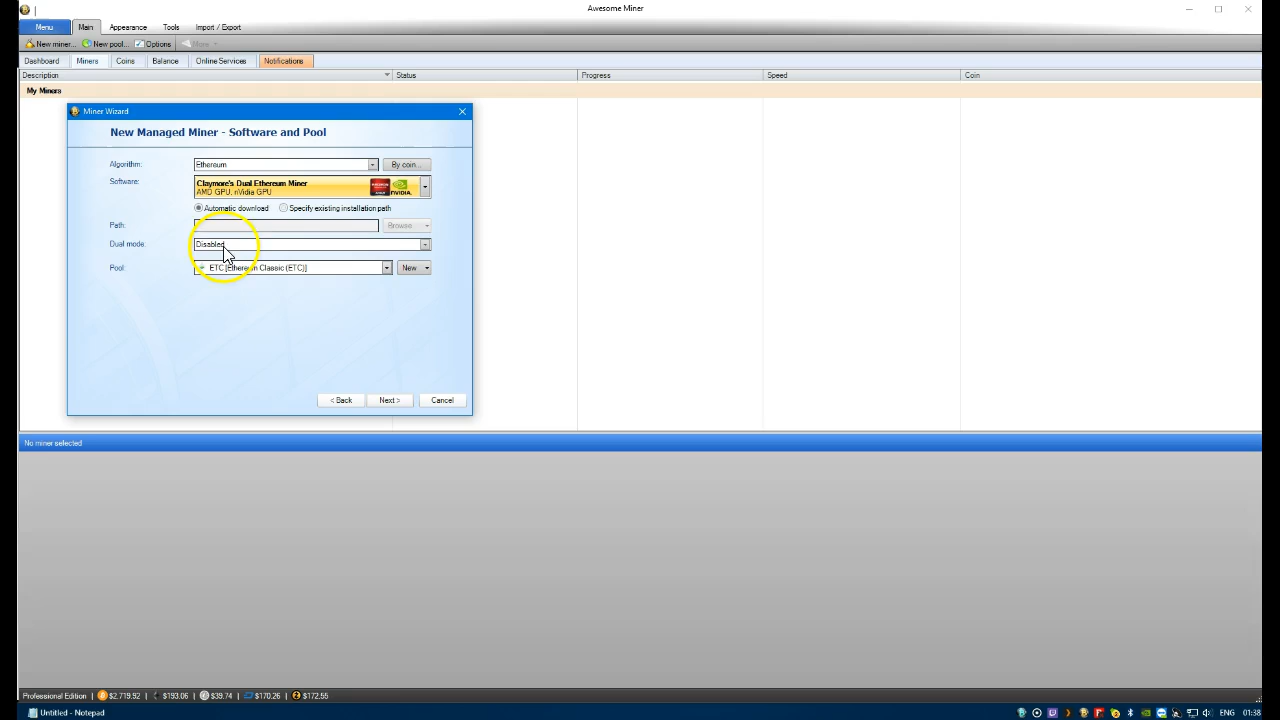 Awesome Miner
Menu Main Appearance Tools Import / Export
New miner... New pool... Options More
Dashboard Miners Coins Balance Online Services Notifications
Description Status Progress Speed Coin
My Miners
Miner Wizard
New Managed Miner - Software and Pool
Algorithm: Ethereum By coin...
Software: Claymore's Dual Ethereum Miner
AMD GPU, nVidia GPU
RADEON NVIDIA.
Automatic download Specify existing installation path
Path: Browse
Dual mode: Disabled
Pool: ETC [Ethereum Classic (ETC)] New
< Back Next > Cancel
No miner selected
Professional Edition $2,719.92 $193.06 $39.74 $170.26 $172.55
Untitled - Notepad ENG 01:38